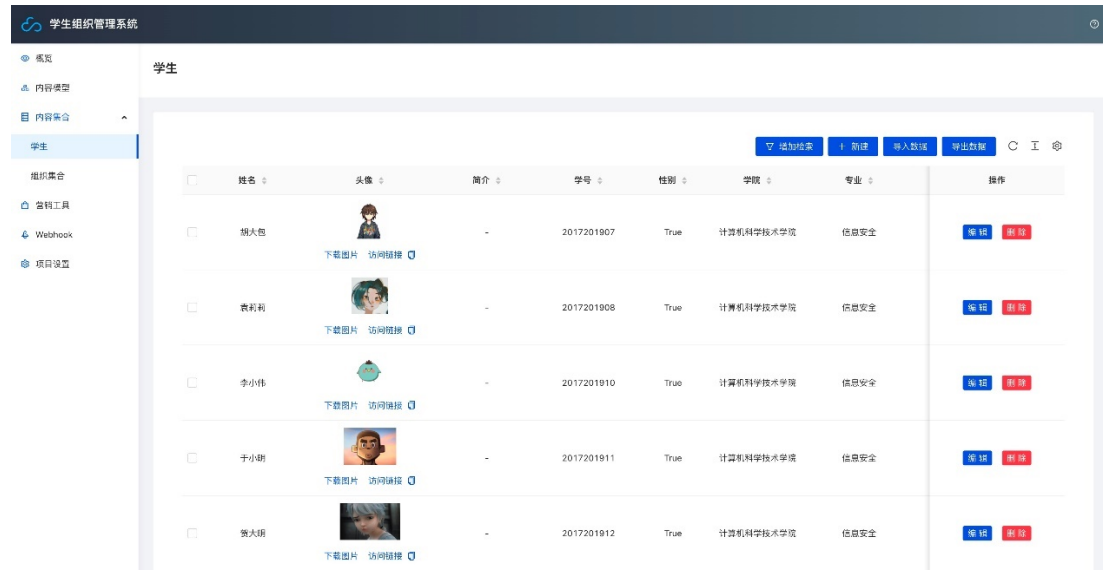 学生组织管理系统
概览
内容模型
内容集合
学生
组织集合
营销工具
Webhook
项目设置
学生
增加检索 + 新建 导入数据 导出数据
姓名 头像 简介 学号 性别 学院 专业 操作
胡大包 - 2017201907 True 计算机科学技术学院 信息安全 编辑 删除
下载图片 访问链接
袁莉莉 - 2017201908 True 计算机科学技术学院 信息安全 编辑 删除
下载图片 访问链接
李小伟 - 2017201910 True 计算机科学技术学院 信息安全 编辑 删除
下载图片 访问链接
于小明 - 2017201911 True 计算机科学技术学院 信息安全 编辑 删除
下载图片 访问链接
贺大明 - 2017201912 True 计算机科学技术学院 信息安全 编辑 删除
下载图片 访问链接